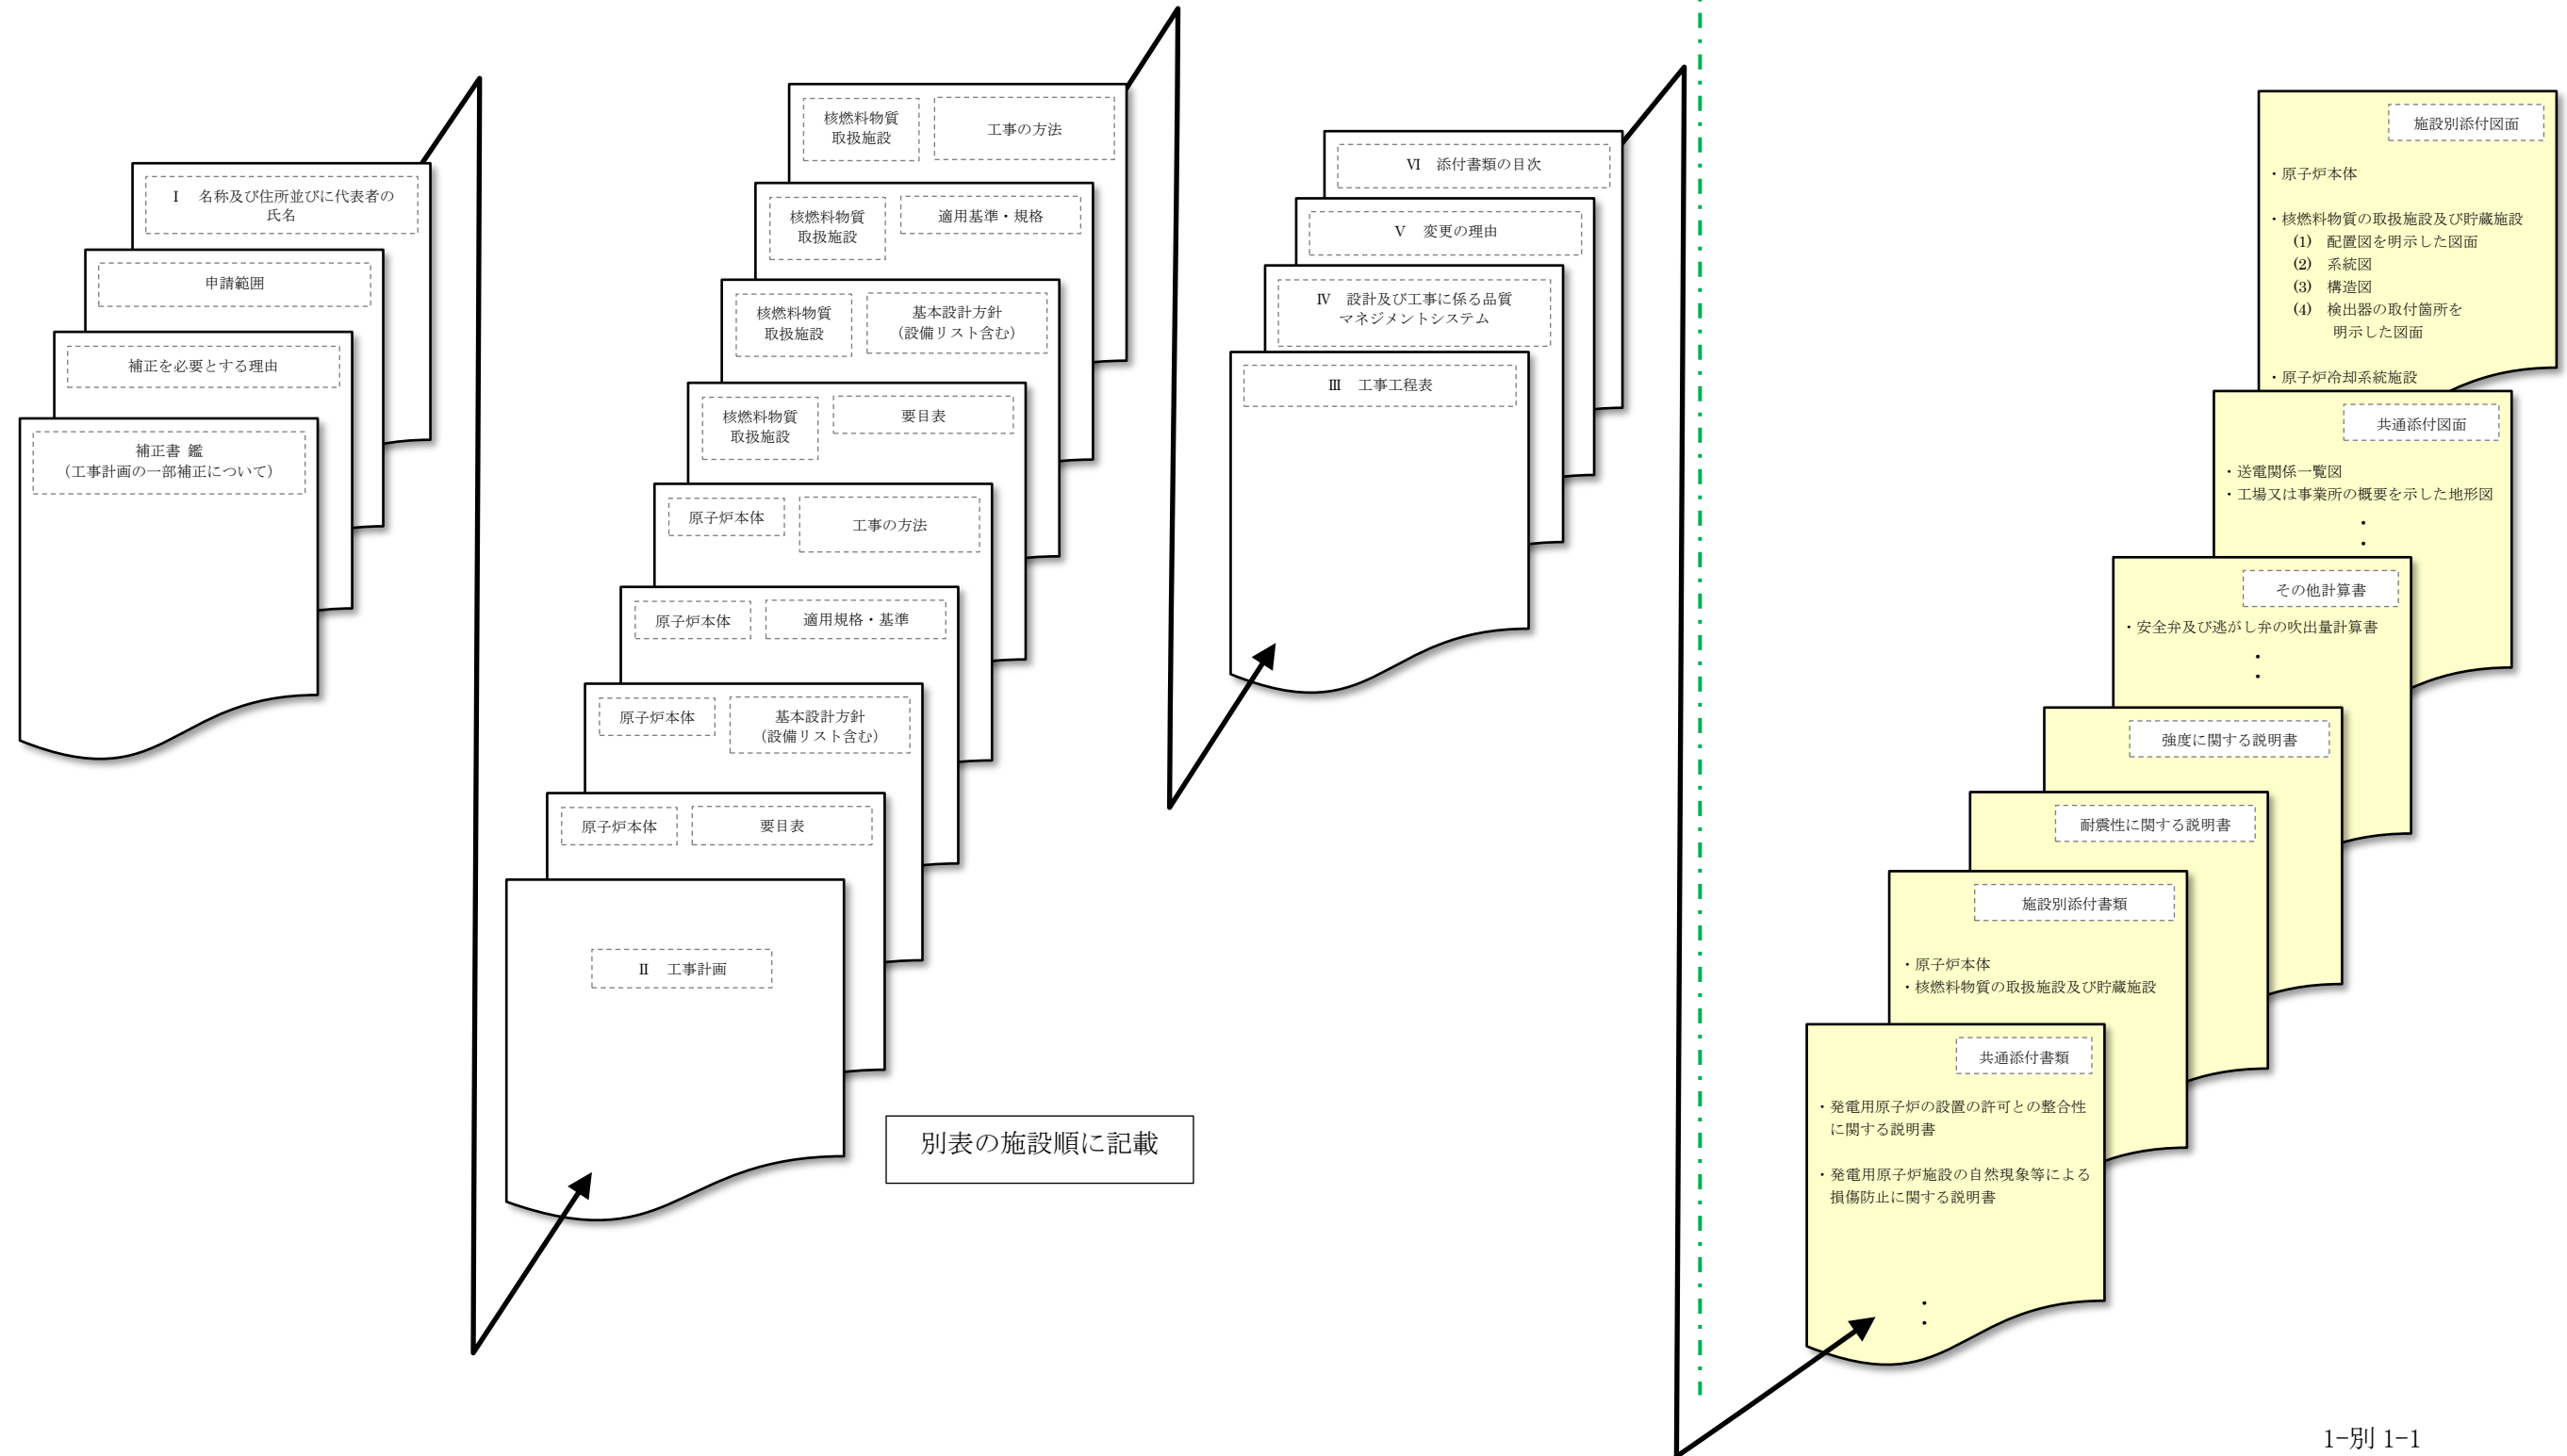 Ⅰ　名称及び住所並びに代表者の
氏名
申請範囲
補正を必要とする理由
補正書 鑑
（工事計画の一部補正について）
核燃料物質
取扱施設
工事の方法
核燃料物質
取扱施設
適用基準・規格
核燃料物質
取扱施設
基本設計方針
（設備リスト含む）
核燃料物質
取扱施設
要目表
原子炉本体
工事の方法
原子炉本体
適用規格・基準
原子炉本体
基本設計方針
（設備リスト含む）
原子炉本体
要目表
Ⅱ　工事計画
別表の施設順に記載
Ⅵ　添付書類の目次
Ⅴ　変更の理由
Ⅳ　設計及び工事に係る品質
マネジメントシステム
Ⅲ　工事工程表
施設別添付図面
・原子炉本体
・核燃料物質の取扱施設及び貯蔵施設
(1)　配置図を明示した図面
(2)　系統図
(3)　構造図
(4)　検出器の取付箇所を
明示した図面
・原子炉冷却系統施設
共通添付図面
・送電関係一覧図
・工場又は事業所の概要を示した地形図
・
・
その他計算書
・安全弁及び逃がし弁の吹出量計算書
・
・
強度に関する説明書
耐震性に関する説明書
施設別添付書類
・原子炉本体
・核燃料物質の取扱施設及び貯蔵施設
共通添付書類
・発電用原子炉の設置の許可との整合性
に関する説明書
・発電用原子炉施設の自然現象等による
損傷防止に関する説明書
・
・
1-別 1-1